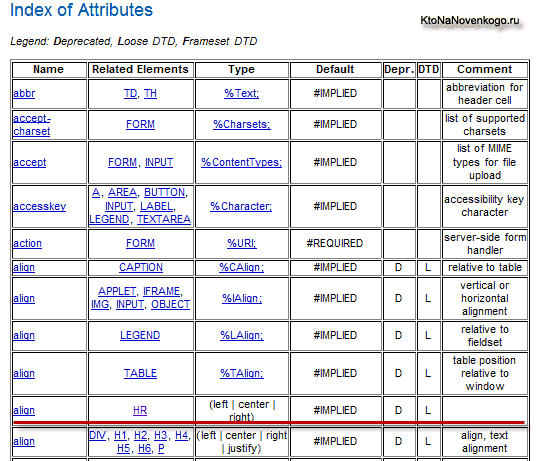 Index of Attributes
KtoNaNovenkogo.ru
Legend: Deprecated, Loose DTD, Frameset DTD
Name Related Elements Type Default Depr. DTD Comment
abbr TD, TH %Text; #IMPLIED abbreviation for
header cell
accept-
charset FORM %Charsets; #IMPLIED list of supported
charsets
accept FORM, INPUT %ContentTypes; #IMPLIED list of MIME
types for file
upload
accesskey A, AREA, BUTTON,
INPUT, LABEL,
LEGEND, TEXTAREA %Character; #IMPLIED accessibility key
character
action FORM %URI; #REQUIRED server-side form
handler
align CAPTION %CAlign; #IMPLIED D L relative to table
align APPLET, IFRAME,
IMG, INPUT, OBJECT %IAlign; #IMPLIED D L vertical or
horizontal
alignment
align LEGEND %LAlign; #IMPLIED D L relative to
fieldset
align TABLE %TAlign; #IMPLIED D L table position
relative to
window
align HR (left | center |
right) #IMPLIED D L
align DIV, H1, H2, H3, H4,
H5, H6, P (left | center | right
| justify) #IMPLIED D L align, text
alignment